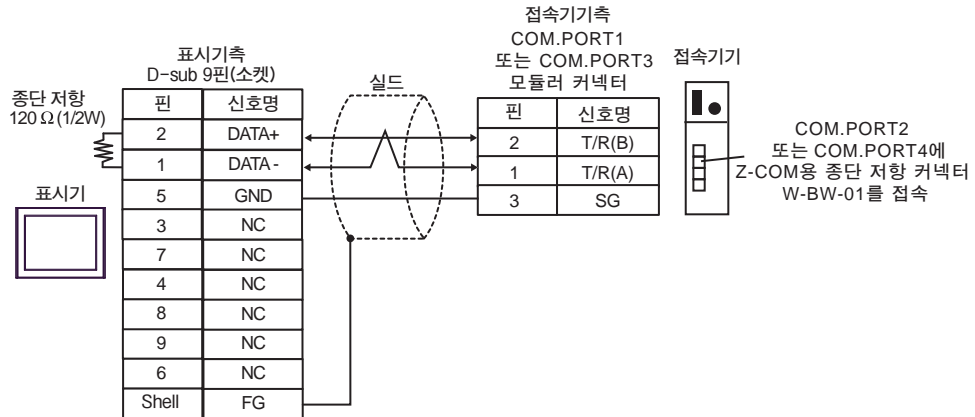 접속기기측
COM.PORT1
또는 COM.PORT3
모듈러 커넥터
접속기기
표시기측
D-sub 9핀(소켓)
실드
종단 저항
120 Ω (1/2W)
핀 신호명
2 DATA+
1 DATA -
5 GND
3 NC
7 NC
4 NC
8 NC
9 NC
6 NC
Shell FG
표시기
핀 신호명
2 T/R(B)
1 T/R(A)
3 SG
COM.PORT2
또는 COM.PORT4에
Z-COM용 종단 저항 커넥터
W-BW-01를 접속